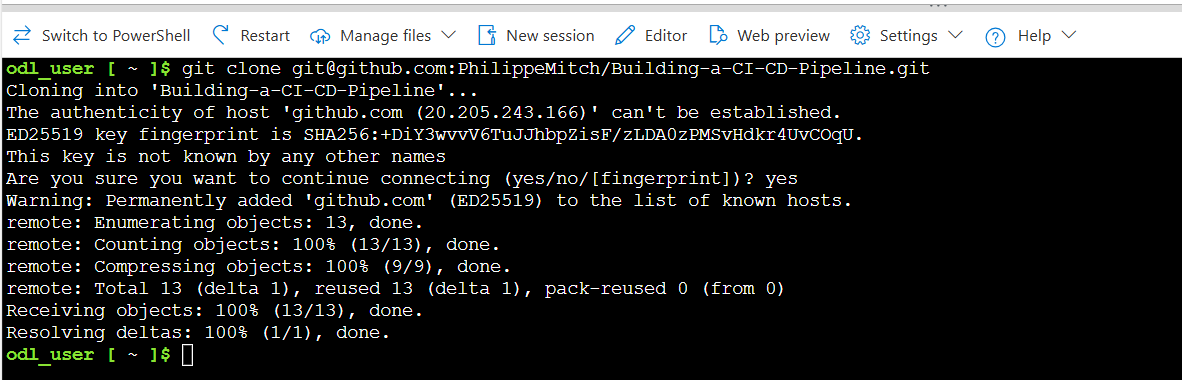 Switch to PowerShell Restart Manage files New session Editor Web preview Settings Help
odl_user [ ~ ]$ git clone git@github.com:PhilippeMitch/Building-a-CI-CD-Pipeline.git
Cloning into 'Building-a-CI-CD-Pipeline'...
The authenticity of host 'github.com (20.205.243.166)' can't be established.
ED25519 key fingerprint is SHA256:+DiY3wvvV6TuJJhbpZisF/zLDA0zPMSvHdkr4UvCOqU.
This key is not known by any other names
Are you sure you want to continue connecting (yes/no/[fingerprint])? yes
Warning: Permanently added 'github.com' (ED25519) to the list of known hosts.
remote: Enumerating objects: 13, done.
remote: Counting objects: 100% (13/13), done.
remote: Compressing objects: 100% (9/9), done.
remote: Total 13 (delta 1), reused 13 (delta 1), pack-reused 0 (from 0)
Receiving objects: 100% (13/13), done.
Resolving deltas: 100% (1/1), done.
odl_user [ ~ ]$